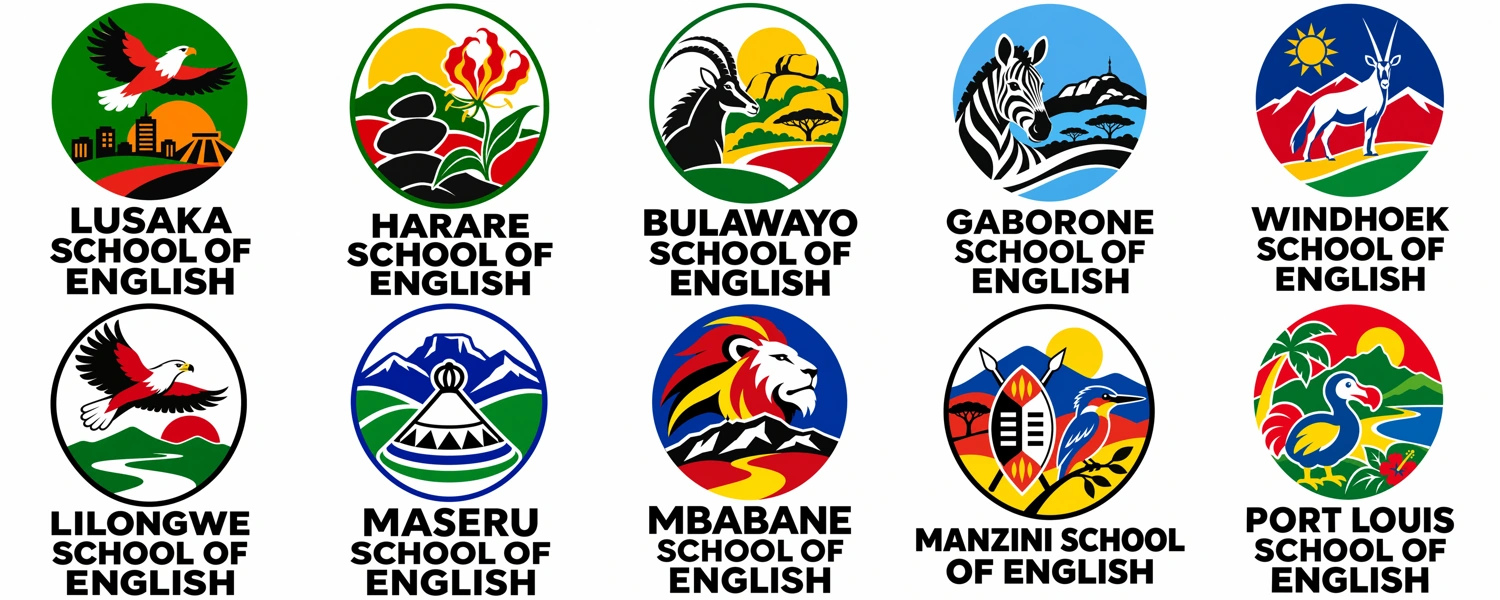 LUSAKA
SCHOOL OF
ENGLISH
HARARE
SCHOOL OF
ENGLISH
BULAWAYO
SCHOOL OF
ENGLISH
GABORONE
SCHOOL OF
ENGLISH
WINDHOEK
SCHOOL OF
ENGLISH
LILONGWE
SCHOOL OF
ENGLISH
MASERU
SCHOOL OF
ENGLISH
MBABANE
SCHOOL OF
ENGLISH
MANZINI SCHOOL
OF ENGLISH
PORT LOUIS
SCHOOL OF
ENGLISH